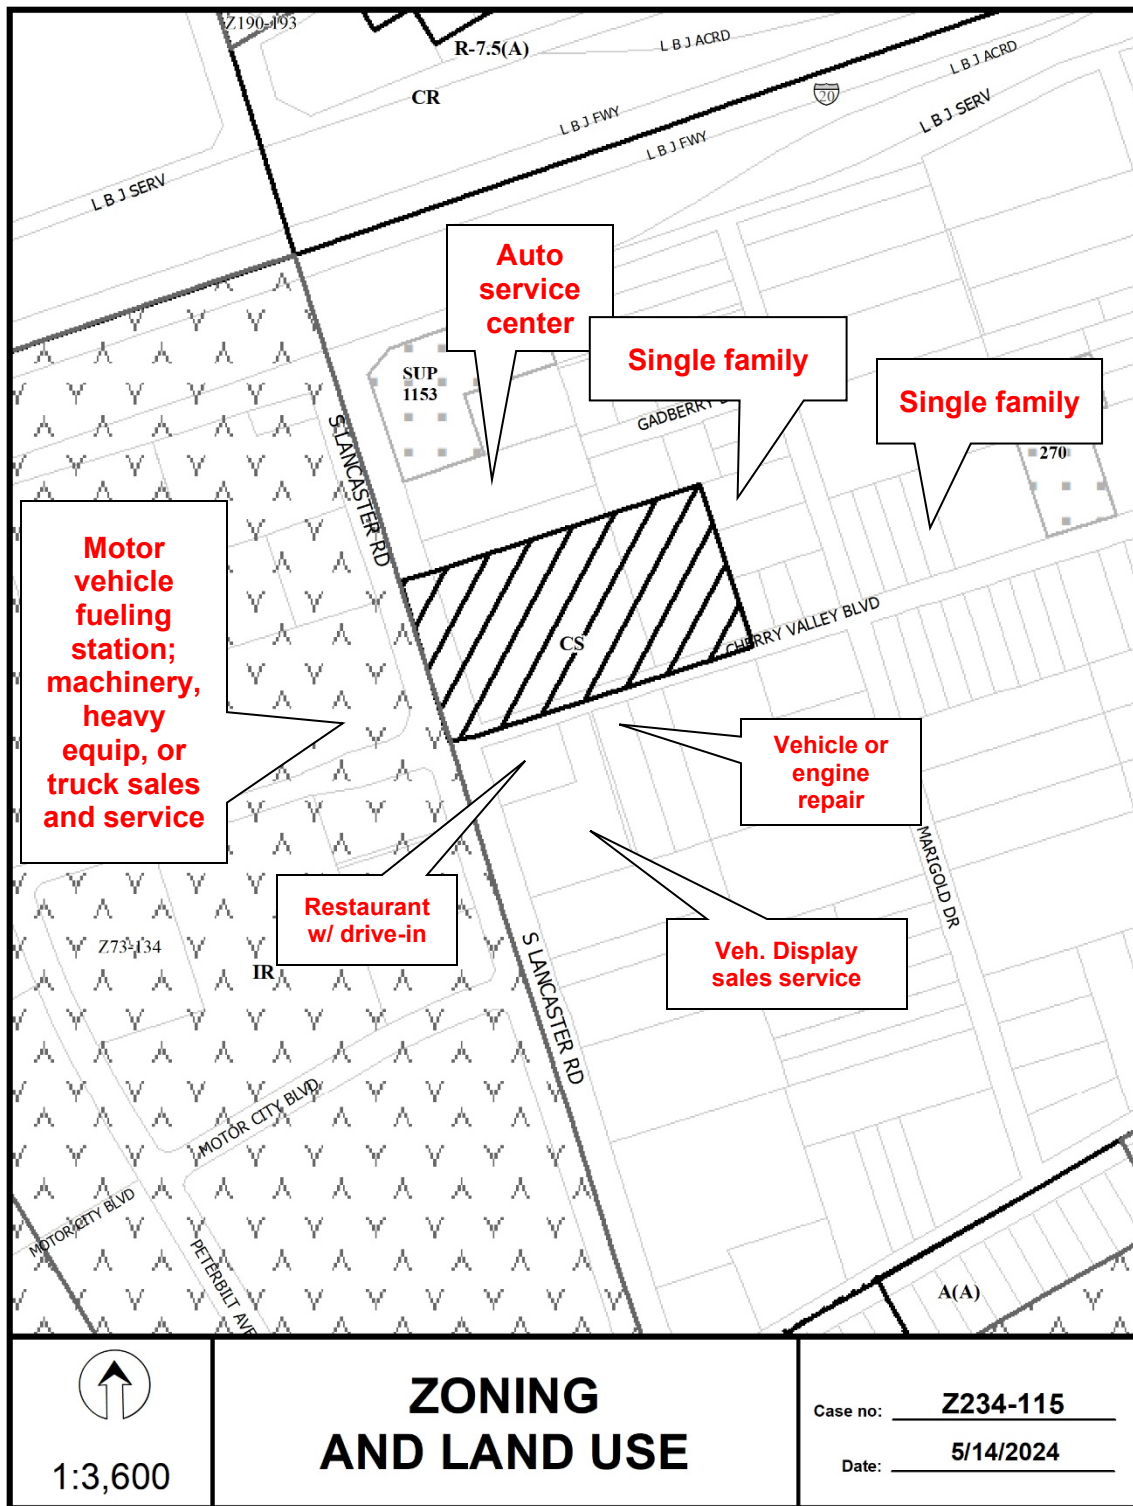 Z190-193
R-7.5(A)
L B J ACRD
CR
L B J ACRD
20
L B J FWY
L B J SERV
L B J FWY
L B J SERV
Auto
service
center
Single family
SUP
1153
Single family
GADBERRY
270
S LANCASTER RD
Motor
vehicle
fueling
station;
machinery,
heavy
equip, or
truck sales
and service
CS
CHERRY VALLEY BLVD
Vehicle or
engine
repair
MARIGOLD DR
Restaurant
w/ drive-in
Veh. Display
sales service
Z73-134
IR
S LANCASTER RD
MOTOR CITY BLVD
MOTOR CITY BLVD
PETERBILT AVE
A(A)
1:3,600
ZONING
AND LAND USE
Case no: Z234-115
Date: 5/14/2024